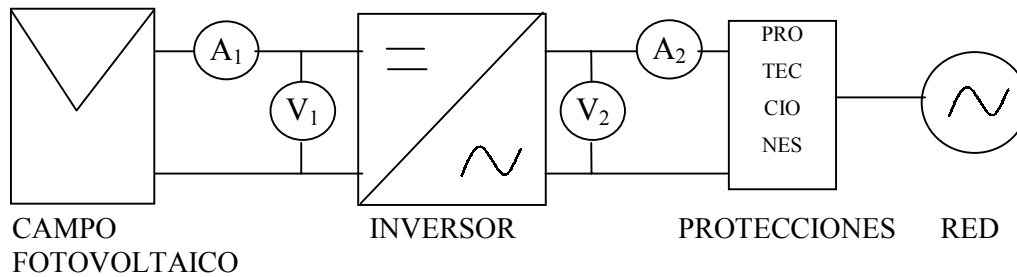 A₁
V₁
V₂
A₂
PRO
TEC
CIO
NES
CAMPO
FOTOVOLTAICO
INVERSOR
PROTECCIONES
RED